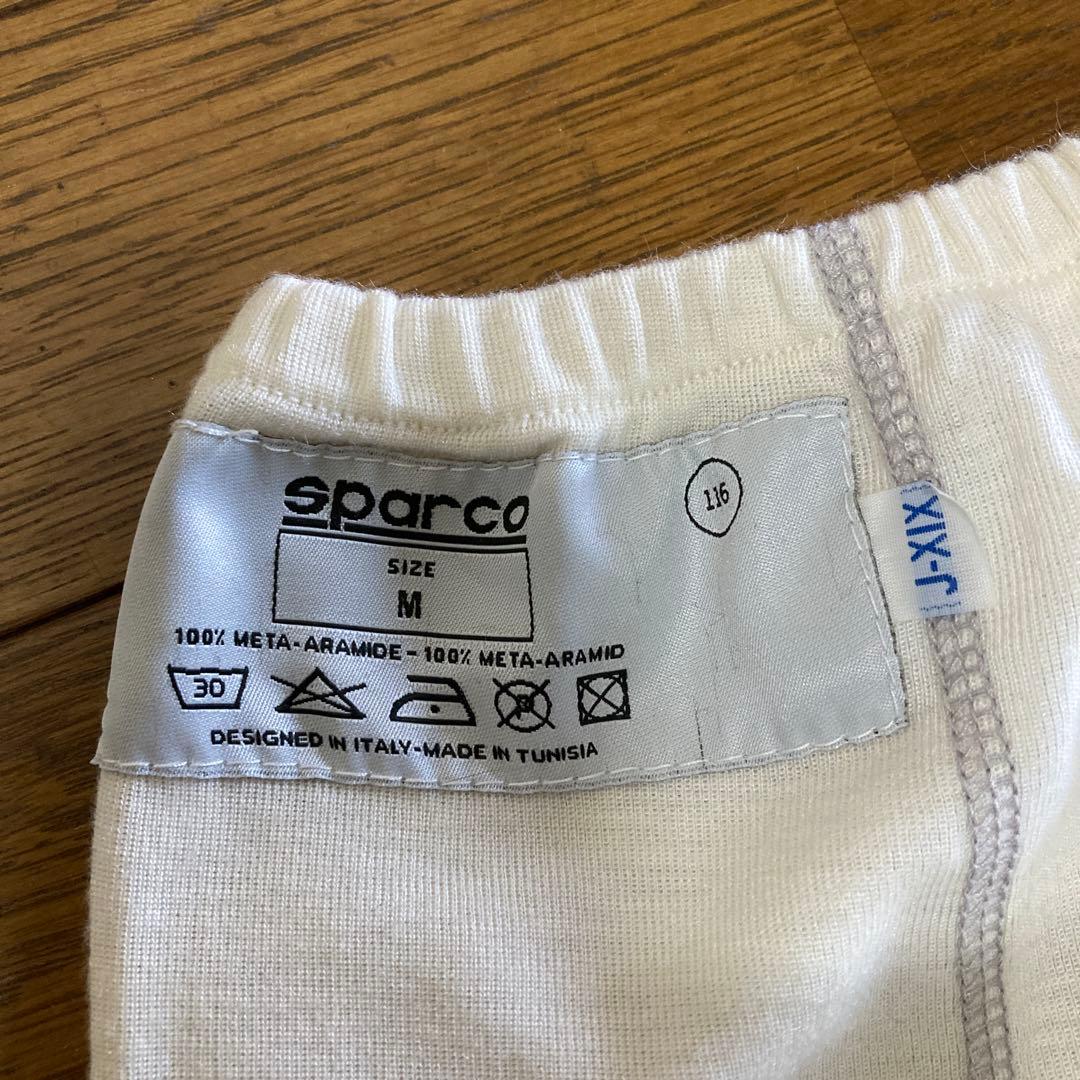 sparco
SIZE
M
100% META-ARAMIDE - 100% META-ARAMID
30
DESIGNED IN ITALY-MADE IN TUNISIA
116
J-XIX